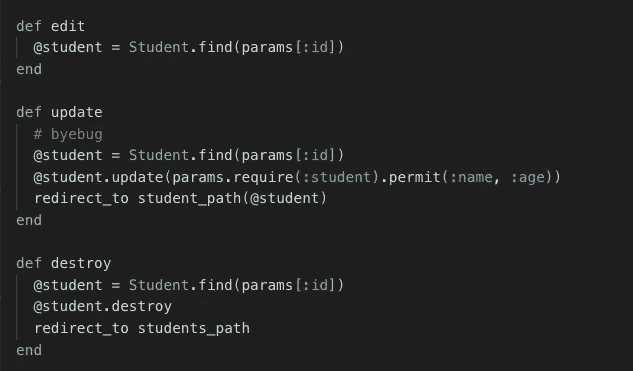 def edit
  @student = Student.find(params[:id])
end

def update
  # byebug
  @student = Student.find(params[:id])
  @student.update(params.require(:student).permit(:name, :age))
  redirect_to student_path(@student)
end

def destroy
  @student = Student.find(params[:id])
  @student.destroy
  redirect_to students_path
end